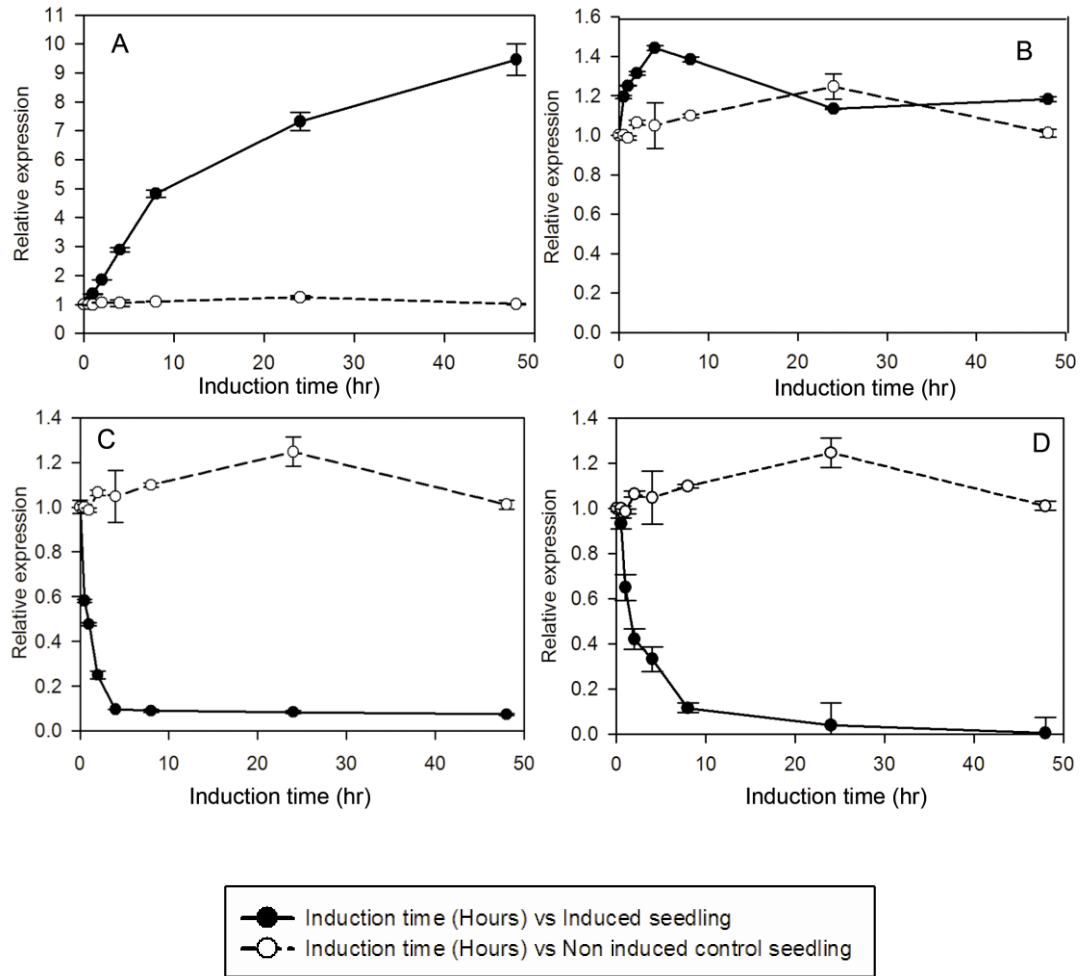 A
11
10
9
8
7
6
5
4
3
2
1
0
Relative expression
0 10 20 30 40 50
Induction time (hr)
B
1.6
1.4
1.2
1.0
0.8
0.6
0.4
0.2
0.0
Relative expression
0 10 20 30 40 50
Induction time (hr)
C
1.4
1.2
1.0
0.8
0.6
0.4
0.2
0.0
Relative expression
0 10 20 30 40 50
Induction time (hr)
D
1.4
1.2
1.0
0.8
0.6
0.4
0.2
0.0
Relative expression
0 10 20 30 40 50
Induction time (hr)
Induction time (Hours) vs Induced seedling
Induction time (Hours) vs Non induced control seedling